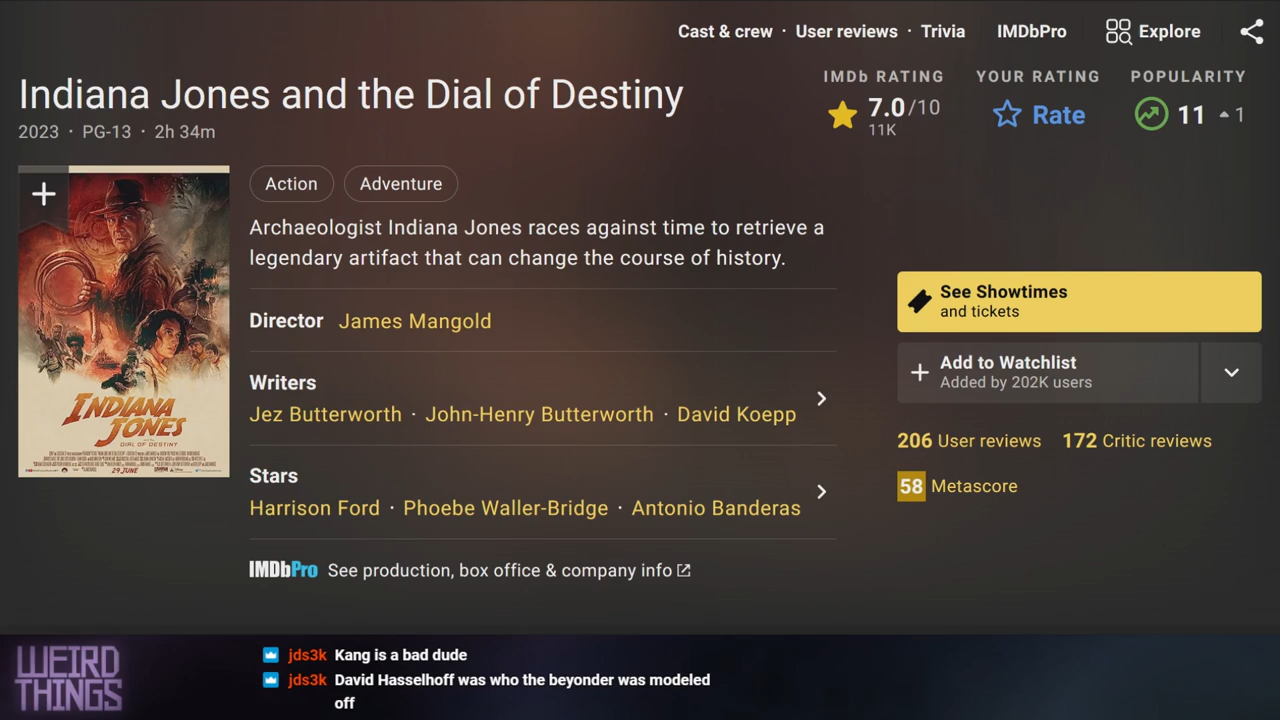 Cast & crew · User reviews · Trivia IMDbPro Explore
Indiana Jones and the Dial of Destiny
2023 · PG-13 · 2h 34m
IMDb RATING
7.0/10
11K
YOUR RATING
Rate
POPULARITY
11 1
Action Adventure
Archaeologist Indiana Jones races against time to retrieve a
legendary artifact that can change the course of history.
Director James Mangold
Writers
Jez Butterworth · John-Henry Butterworth · David Koepp
Stars
Harrison Ford · Phoebe Waller-Bridge · Antonio Banderas
IMDbPro See production, box office & company info
See Showtimes
and tickets
Add to Watchlist
Added by 202K users
206 User reviews 172 Critic reviews
58 Metascore
INDIANA
JONES
DIAL OF DESTINY
29 JUNE
WEIRD
THINGS
jds3k Kang is a bad dude
jds3k David Hasselhoff was who the beyonder was modeled
off